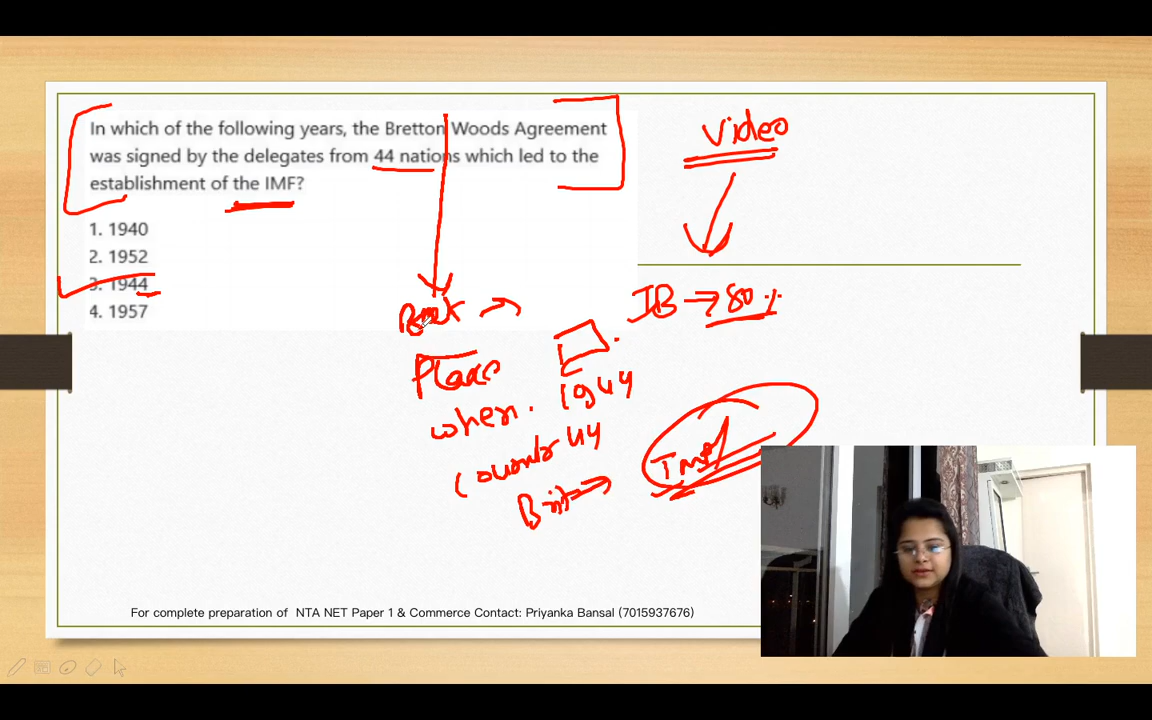 In which of the following years, the Bretton Woods Agreement
was signed by the delegates from 44 nations which led to the
establishment of the IMF?
1. 1940
2. 1952
3. 1944
4. 1957
Video
IB → 80 %
Place
1944
when.
44
For complete preparation of NTA NET Paper 1 & Commerce Contact: Priyanka Bansal (7015937676)